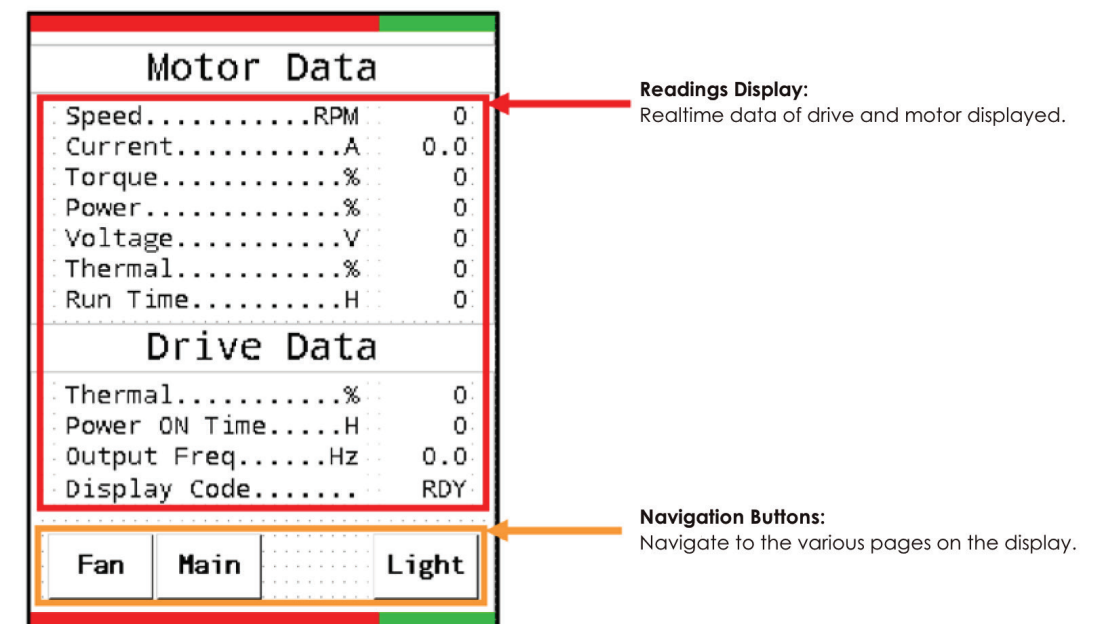 Motor Data
Speed...........RPM 0
Current...........A 0.0
Torque............% 0
Power.............% 0
Voltage...........V 0
Thermal...........% 0
Run Time..........H 0
Drive Data
Thermal...........% 0
Power ON Time.....H 0
Output Freq......Hz 0.0
Display Code....... RDY
Fan Main Light
Readings Display:
Realtime data of drive and motor displayed.
Navigation Buttons:
Navigate to the various pages on the display.